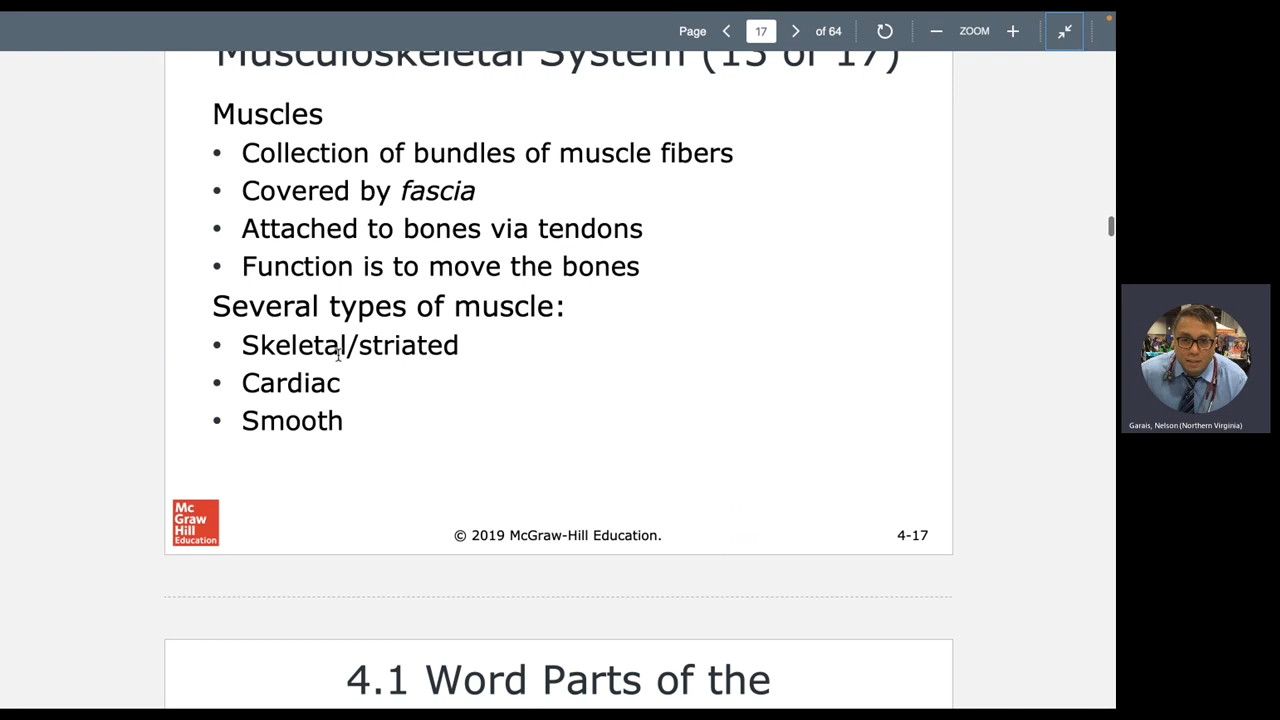 Page 17 of 64 ZOOM
Musculoskeletal System (13 of 17)
Muscles
• Collection of bundles of muscle fibers
• Covered by fascia
• Attached to bones via tendons
• Function is to move the bones
Several types of muscle:
• Skeletal/striated
• Cardiac
• Smooth
Mc
Graw
Hill
Education
© 2019 McGraw-Hill Education.
4-17
4.1 Word Parts of the
Garais, Nelson (Northern Virginia)